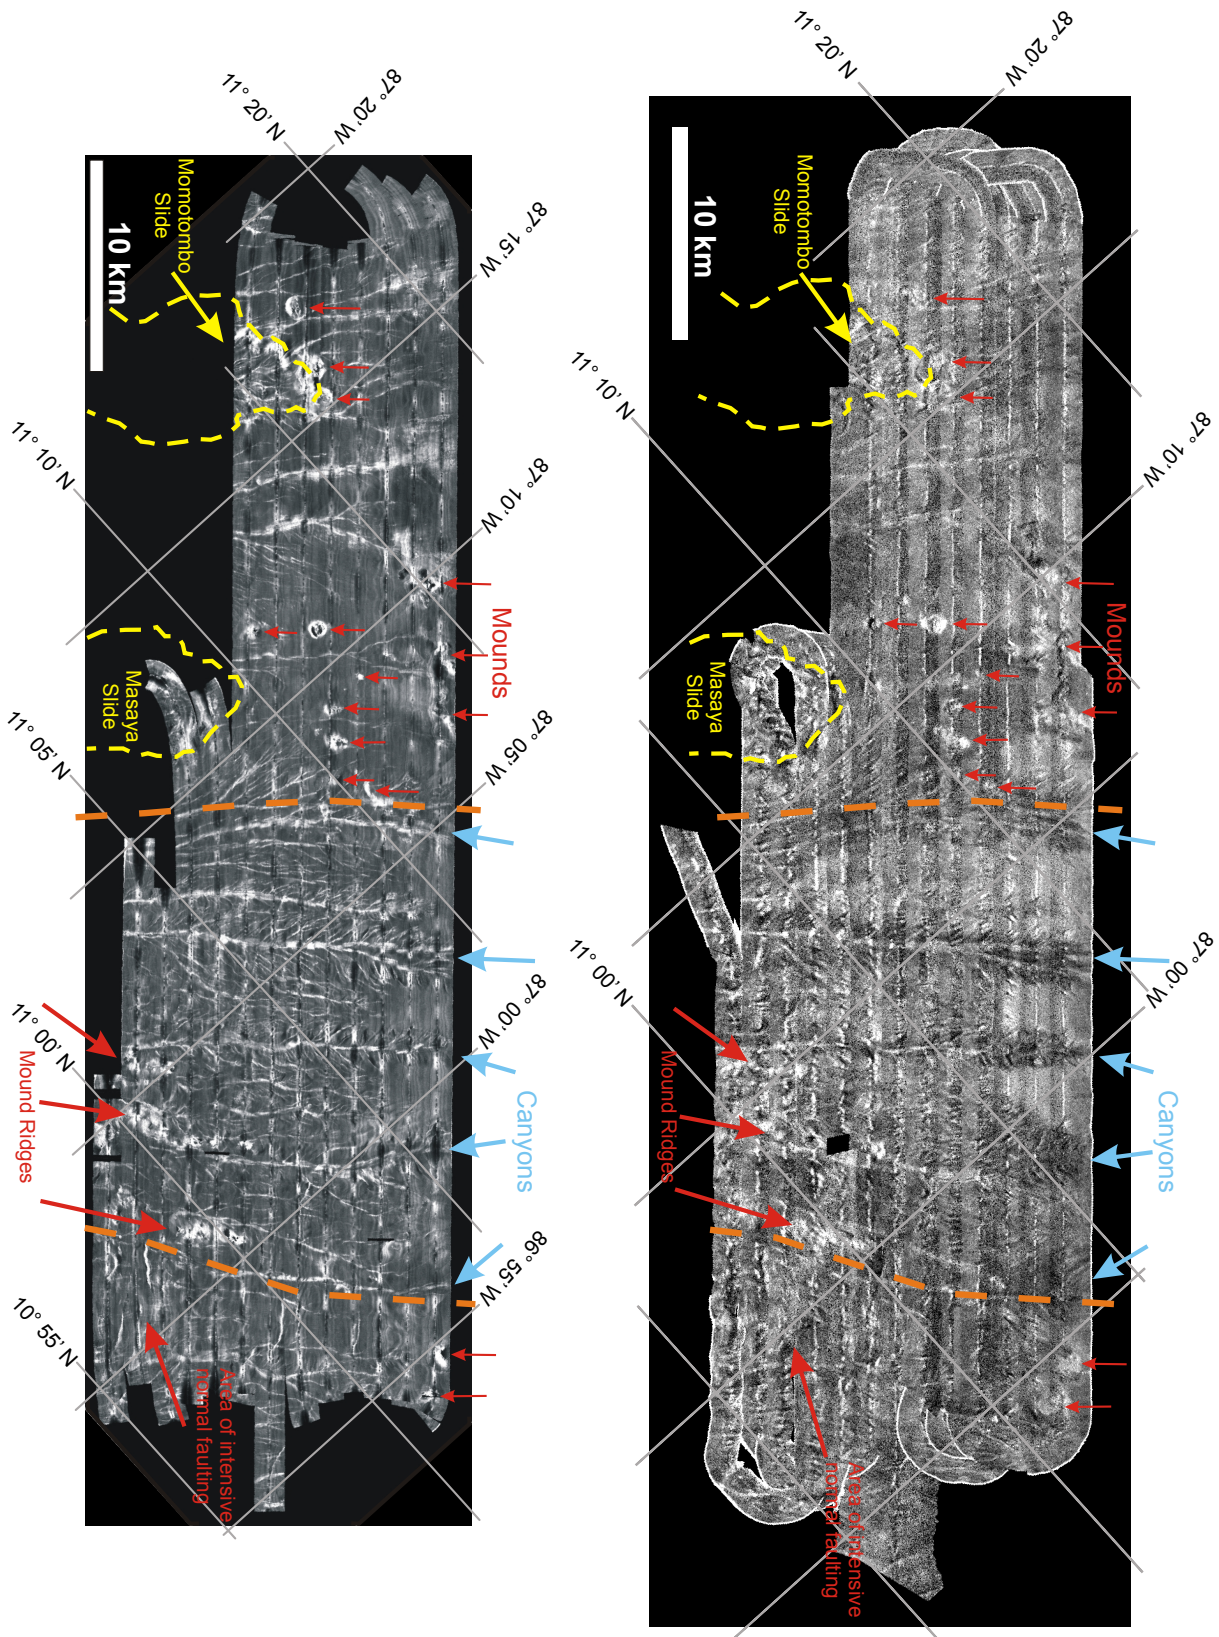 11° 20' N
87° 20' W
87° 15' W
Momotombo
Slide
10 km
11° 10' N
87° 10' W
Mounds
Masaya
Slide
11° 05' N
87° 05' W
11° 00' N
87° 00' W
Mound Ridges
Canyons
86° 55' W
10° 55' N
Area of intensive
normal faulting
11° 20' N
87° 20' W
Momotombo
Slide
10 km
11° 10' N
87° 10' W
Mounds
Masaya
Slide
11° 00' N
87° 00' W
Mound Ridges
Canyons
Area of intensive
normal faulting